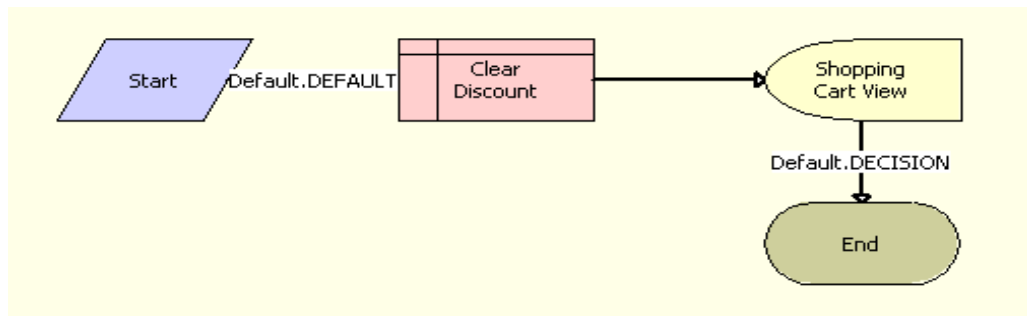 Start
Default.DEFAULT
Clear
Discount
Shopping
Cart View
Default.DECISION
End